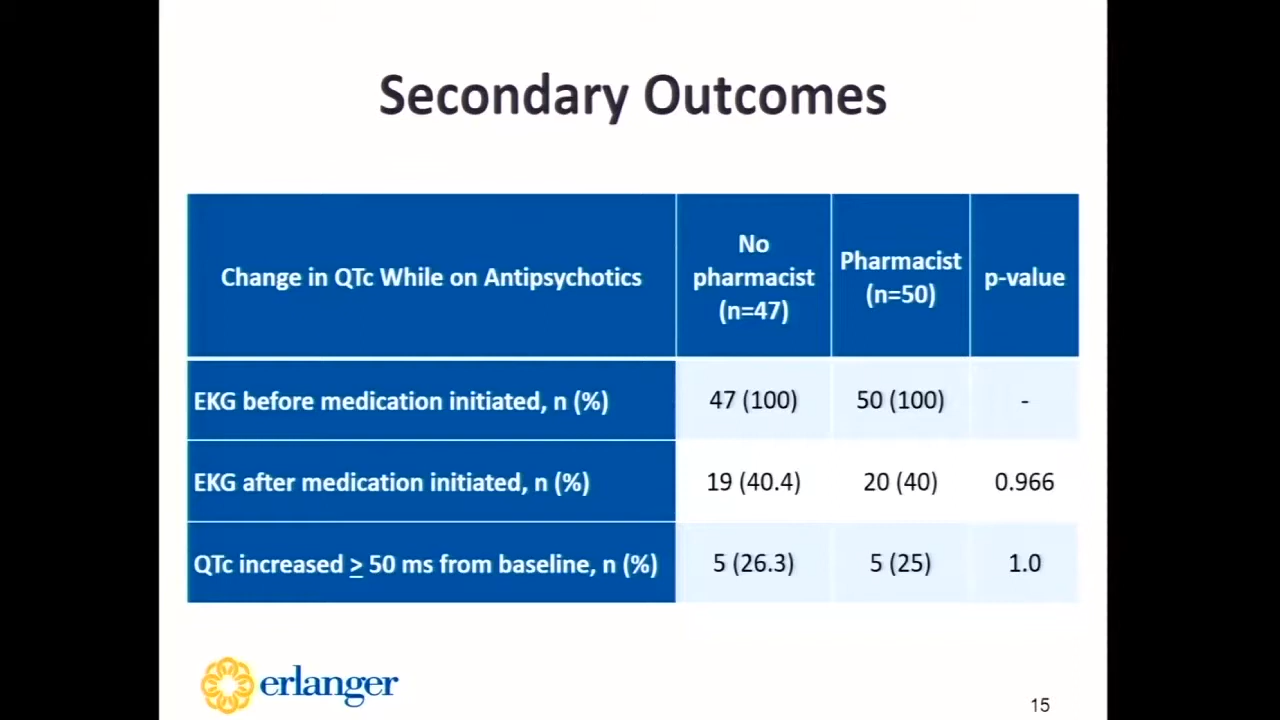 Secondary Outcomes
Change in QTc While on Antipsychotics
No
pharmacist
(n=47)
Pharmacist
(n=50)
p-value
EKG before medication initiated, n (%)
47 (100)
50 (100)
-
EKG after medication initiated, n (%)
19 (40.4)
20 (40)
0.966
QTc increased ≥ 50 ms from baseline, n (%)
5 (26.3)
5 (25)
1.0
erlanger
15